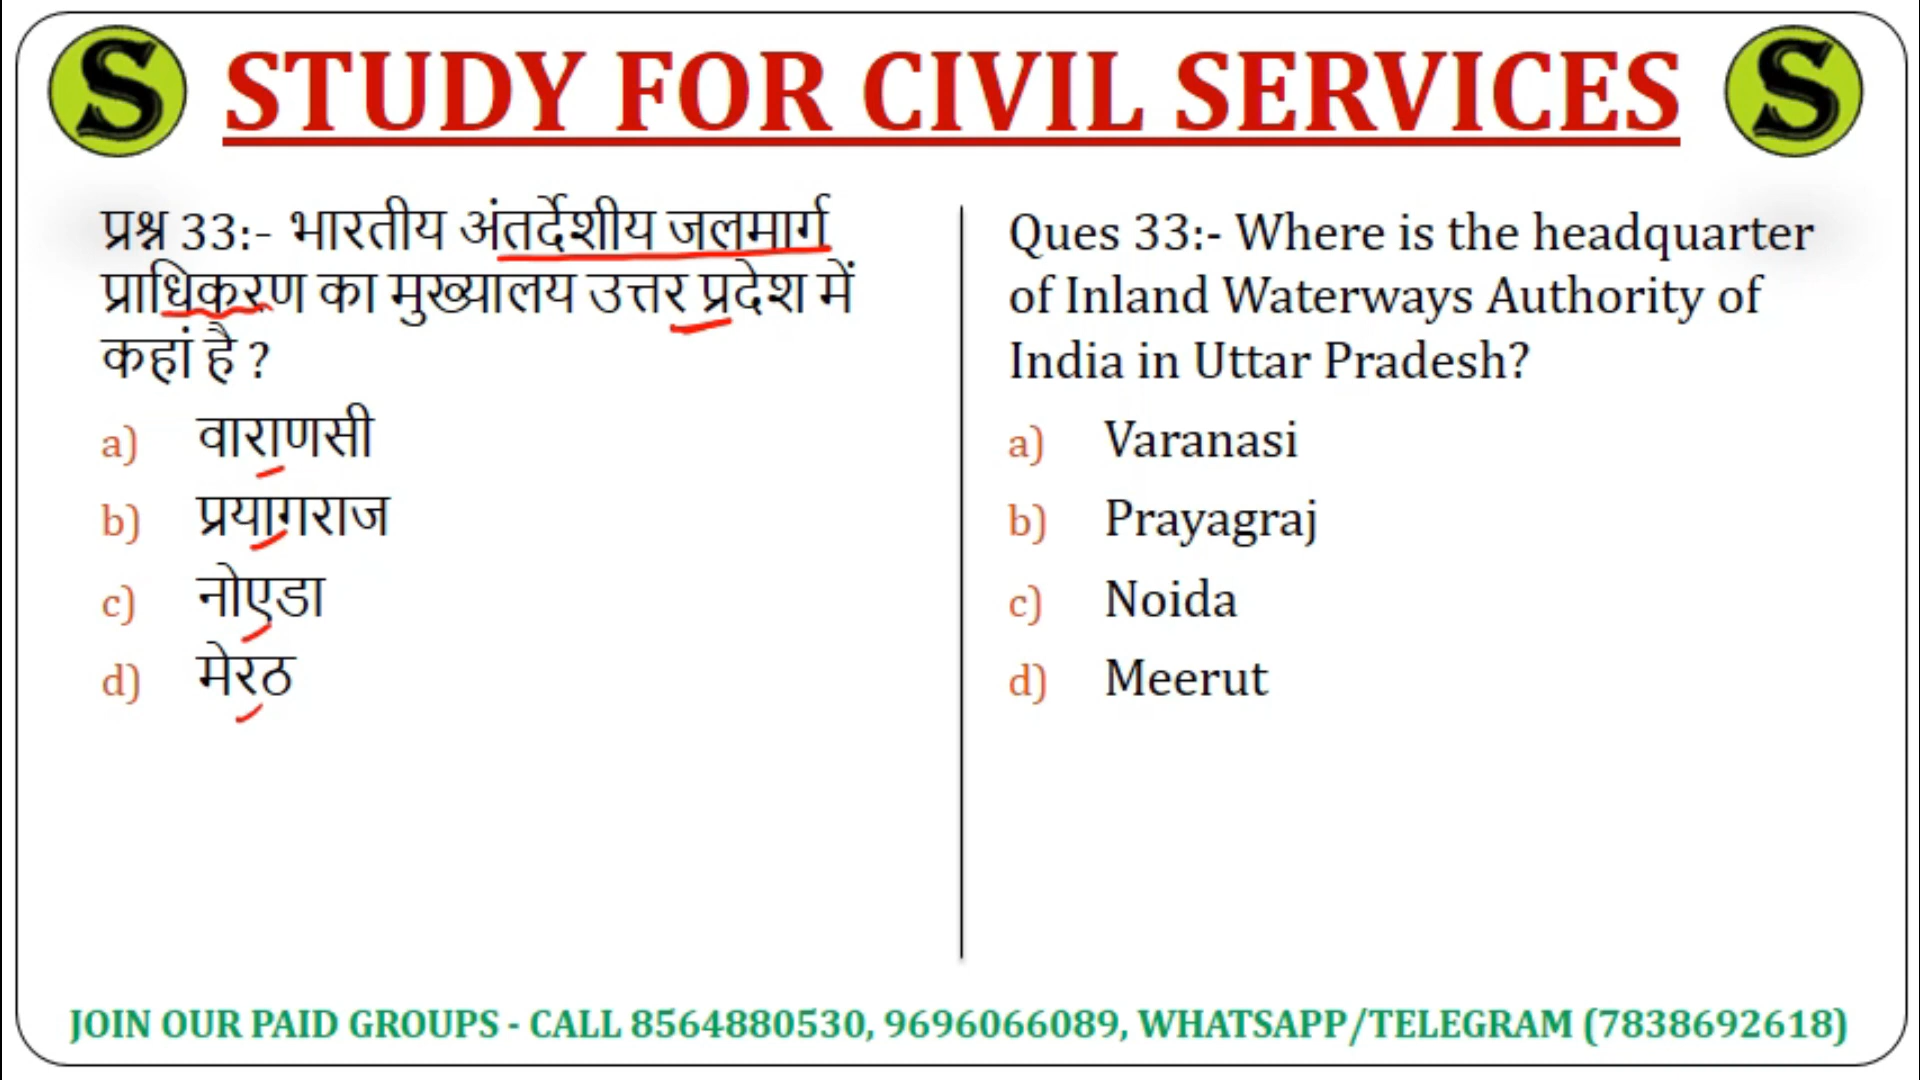 S STUDY FOR CIVIL SERVICES S
प्रश्न 33:- भारतीय अंतर्देशीय जलमार्ग
प्राधिकरण का मुख्यालय उत्तर प्रदेश में
कहां है ?
a) वाराणसी
b) प्रयागराज
c) नोएडा
d) मेरठ
Ques 33:- Where is the headquarter
of Inland Waterways Authority of
India in Uttar Pradesh?
a) Varanasi
b) Prayagraj
c) Noida
d) Meerut
JOIN OUR PAID GROUPS - CALL 8564880530, 9696066089, WHATSAPP/TELEGRAM (7838692618)